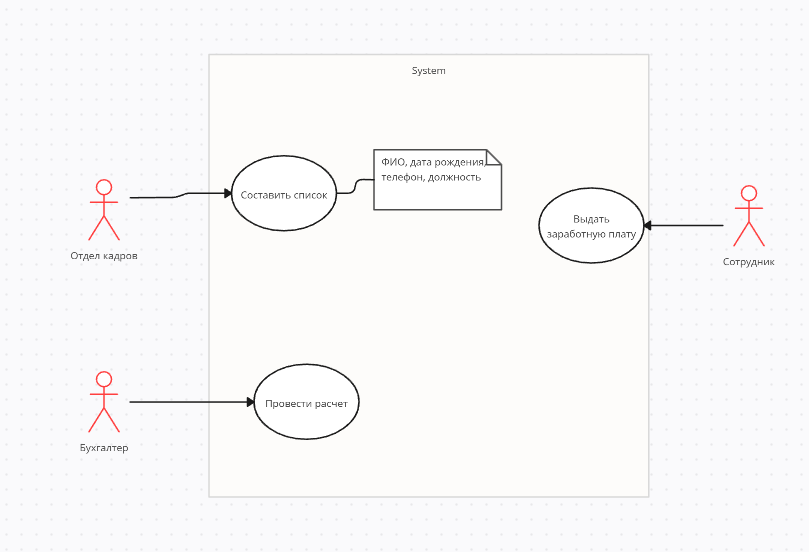 System
ФИО, дата рождения,
телефон, должность
Составить список
Отдел кадров
Выдать
заработную плату
Сотрудник
Провести расчет
Бухгалтер